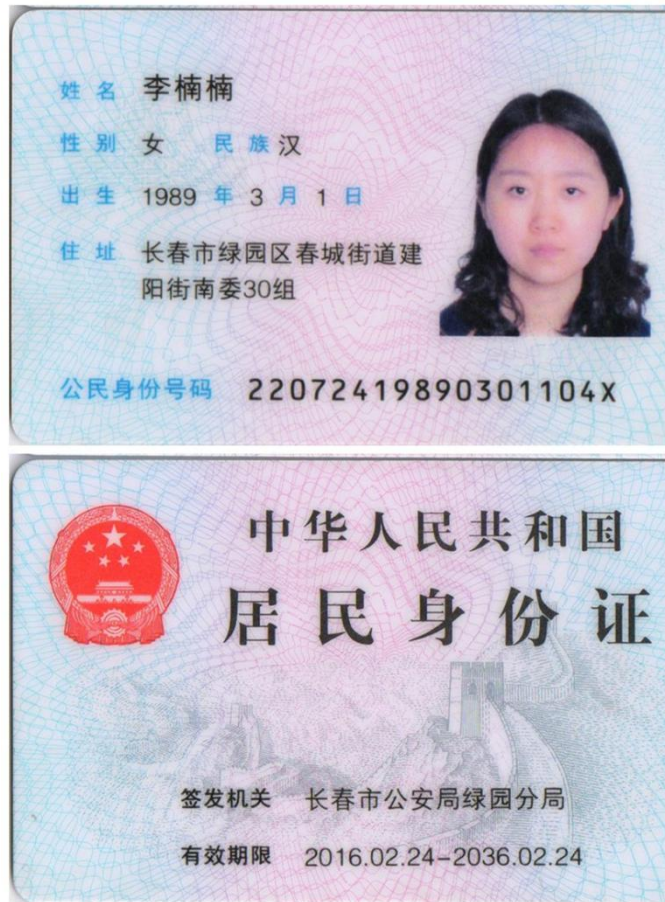 姓名 李楠楠
性别 女 民族 汉
出生 1989 年 3 月 1 日
住址 长春市绿园区春城街道建
阳街南委30组
公民身份号码 22072419890301104X
中华人民共和国
居民身份证
签发机关 长春市公安局绿园分局
有效期限 2016.02.24-2036.02.24